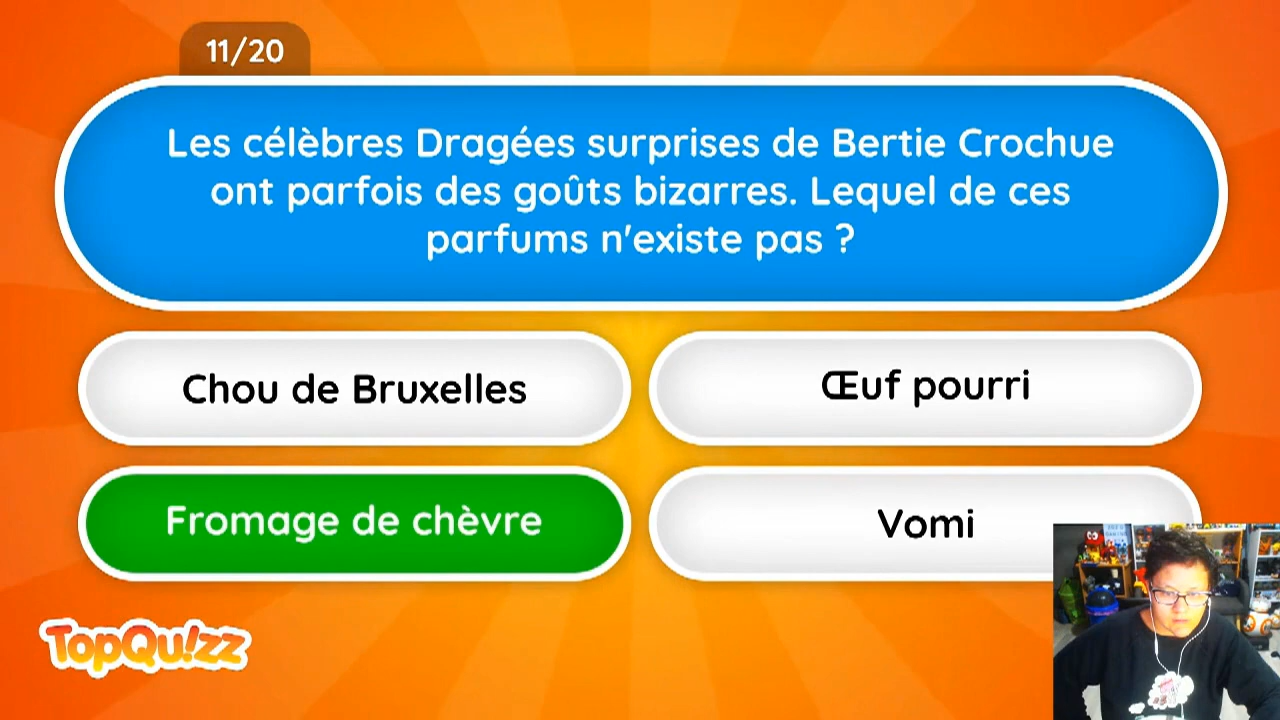 11/20
Les célèbres Dragées surprises de Bertie Crochue
ont parfois des goûts bizarres. Lequel de ces
parfums n'existe pas ?
Chou de Bruxelles
Œuf pourri
Fromage de chèvre
Vomi
TopQu!zz